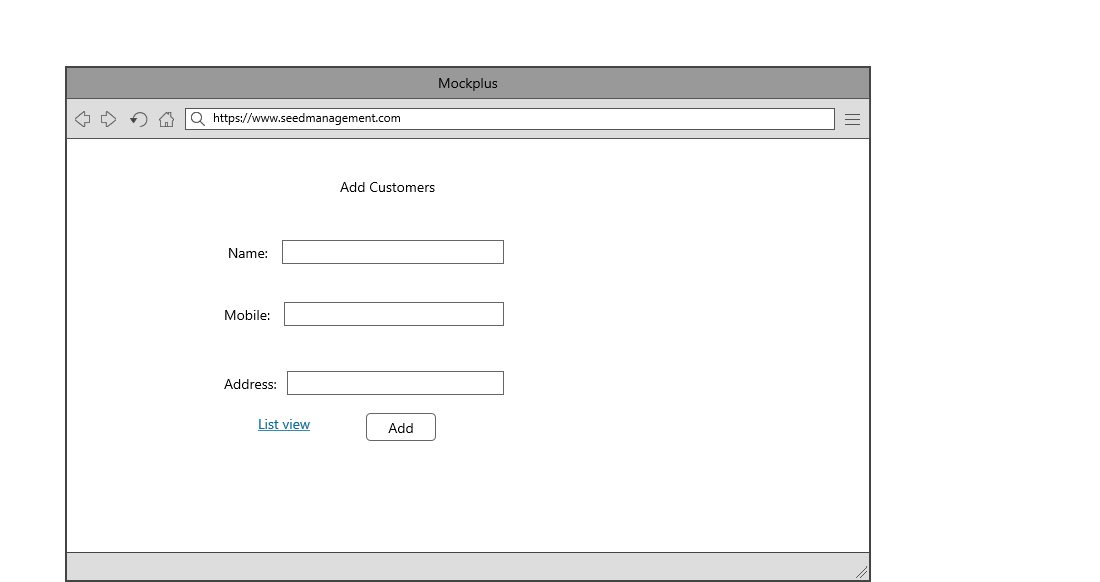 Mockplus
https://www.seedmanagement.com
Add Customers
Name:
Mobile:
Address:
List view
Add